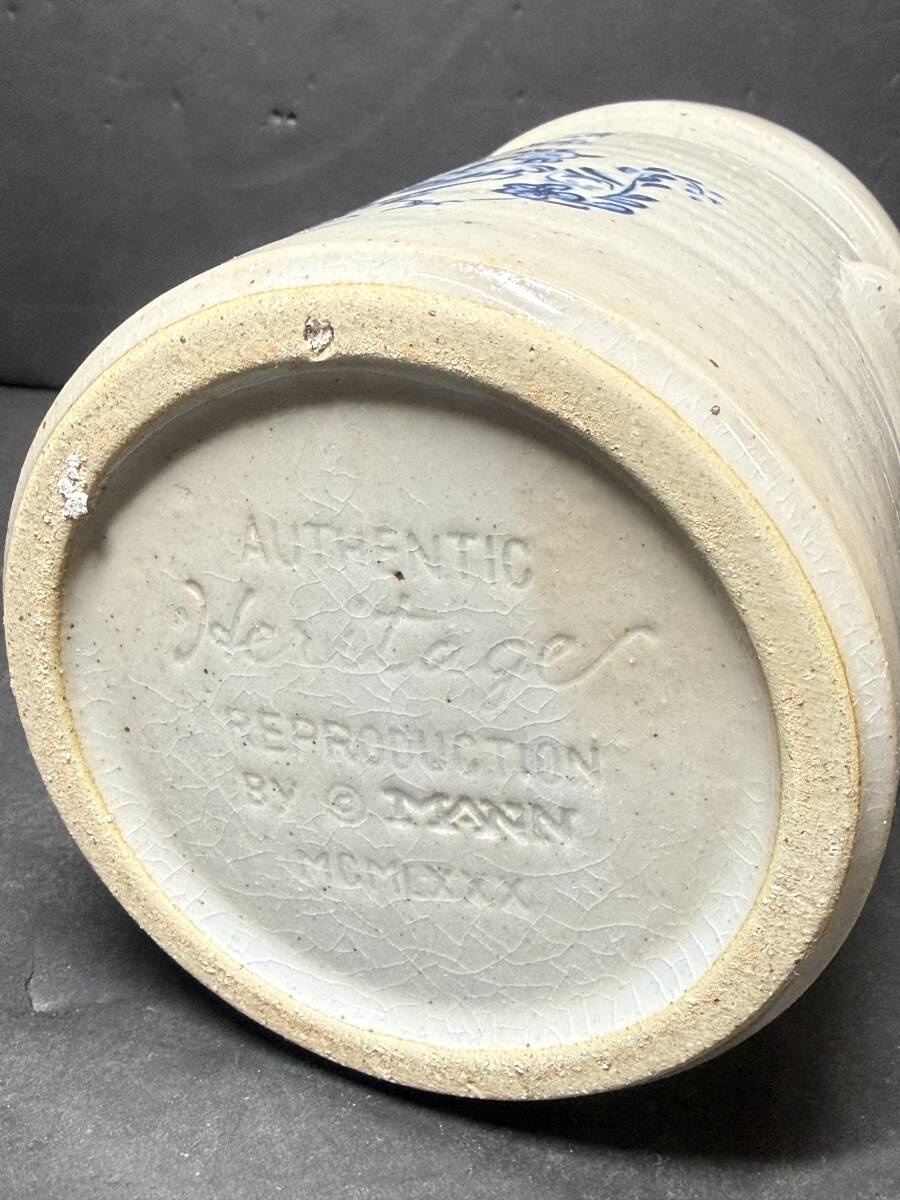 AUTHENTIC
Heritage
REPRODUCTION
BY © MANN
MCMLXXX